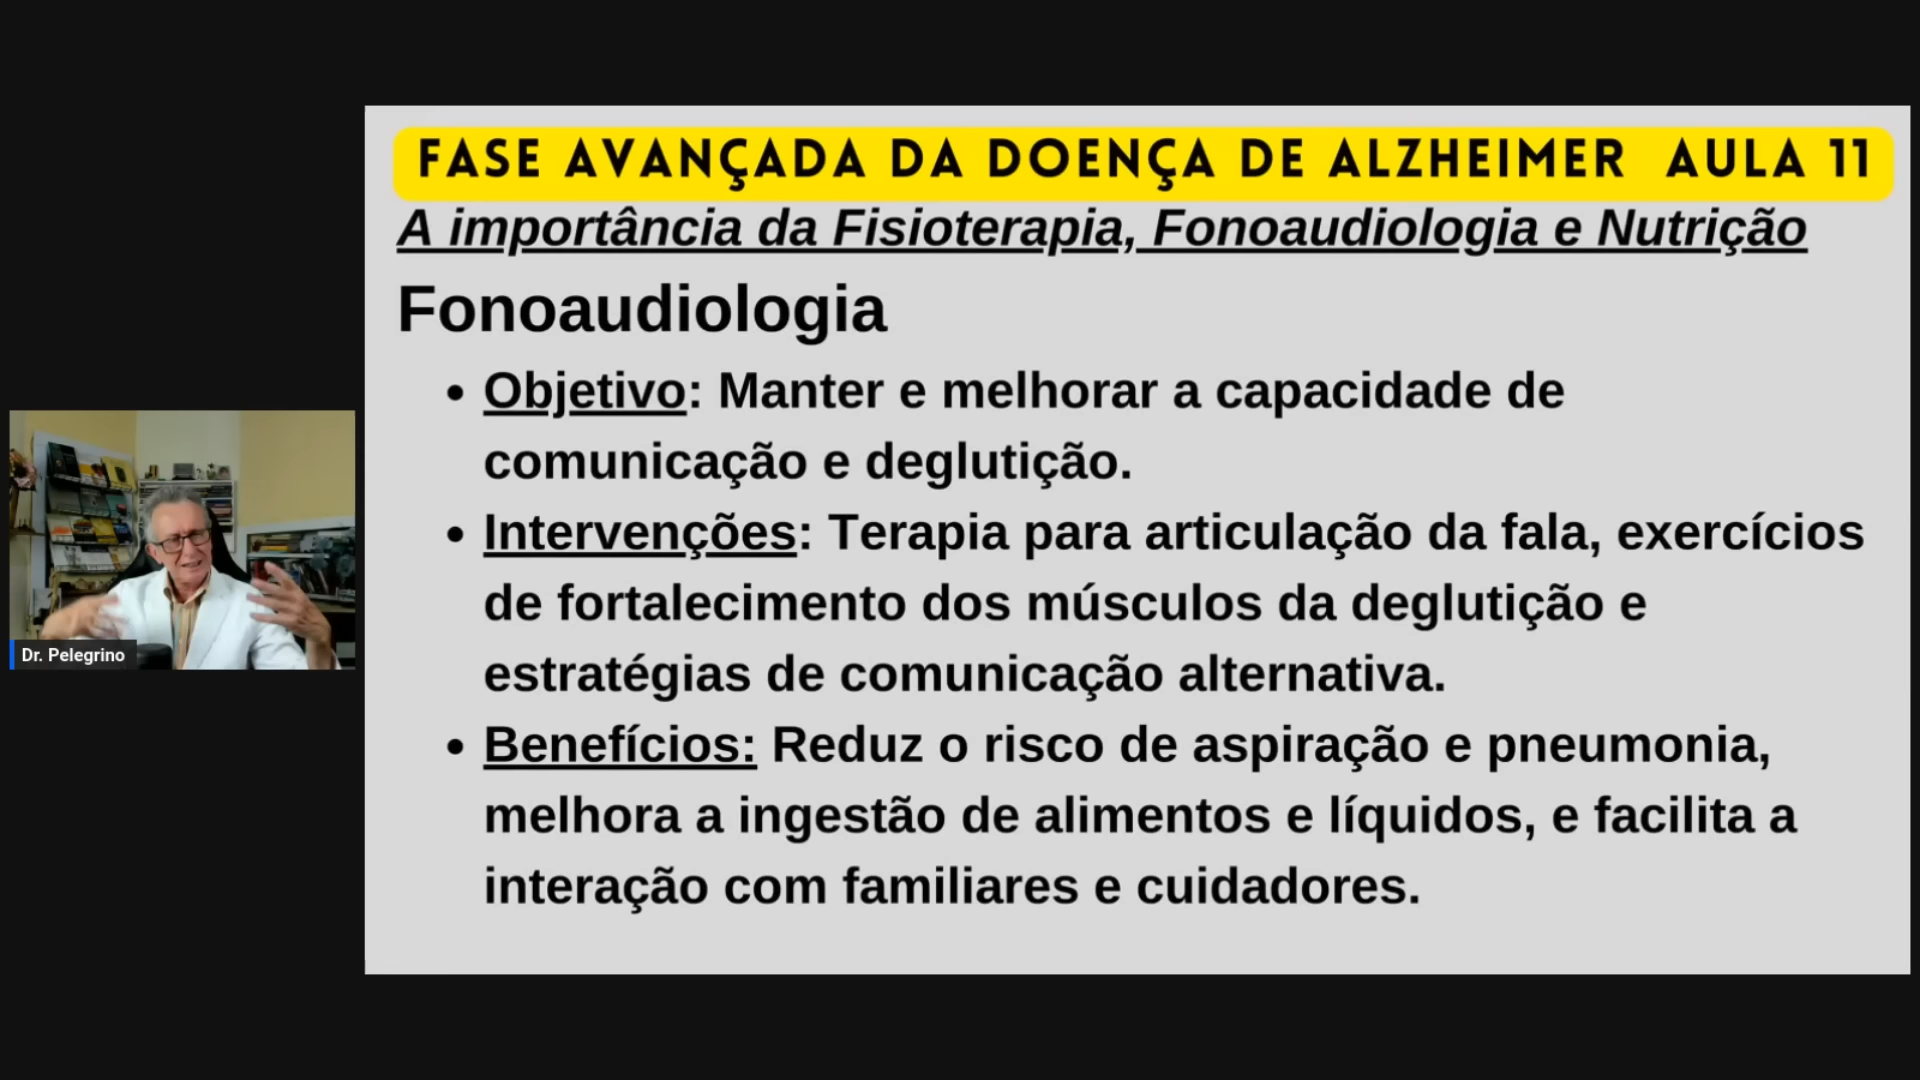 FASE AVANÇADA DA DOENÇA DE ALZHEIMER AULA 11
A importância da Fisioterapia, Fonoaudiologia e Nutrição
Fonoaudiologia
• Objetivo: Manter e melhorar a capacidade de
comunicação e deglutição.
• Intervenções: Terapia para articulação da fala, exercícios
de fortalecimento dos músculos da deglutição e
estratégias de comunicação alternativa.
• Benefícios: Reduz o risco de aspiração e pneumonia,
melhora a ingestão de alimentos e líquidos, e facilita a
interação com familiares e cuidadores.
Dr. Pelegrino